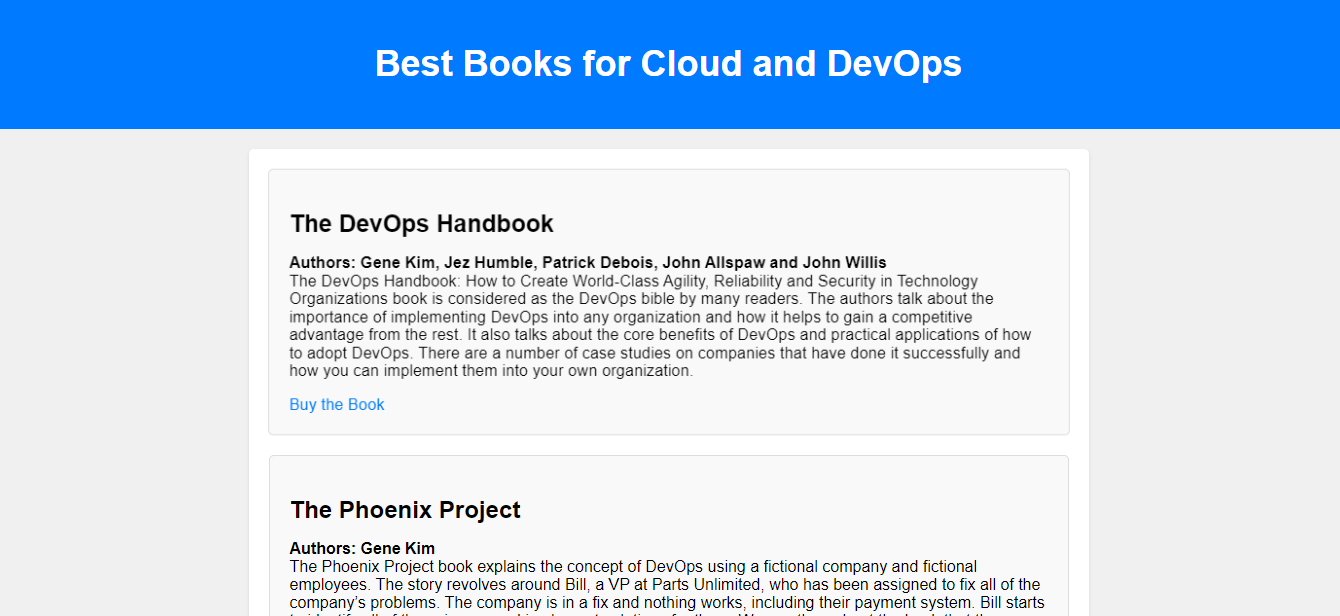 Best Books for Cloud and DevOps
The DevOps Handbook
Authors: Gene Kim, Jez Humble, Patrick Debois, John Allspaw and John Willis
The DevOps Handbook: How to Create World-Class Agility, Reliability and Security in Technology
Organizations book is considered as the DevOps bible by many readers. The authors talk about the
importance of implementing DevOps into any organization and how it helps to gain a competitive
advantage from the rest. It also talks about the core benefits of DevOps and practical applications of how
to adopt DevOps. There are a number of case studies on companies that have done it successfully and
how you can implement them into your own organization.
Buy the Book
The Phoenix Project
Authors: Gene Kim
The Phoenix Project book explains the concept of DevOps using a fictional company and fictional
employees. The story revolves around Bill, a VP at Parts Unlimited, who has been assigned to fix all of the
company's problems. The company is in a fix and nothing works, including their payment system. Bill starts